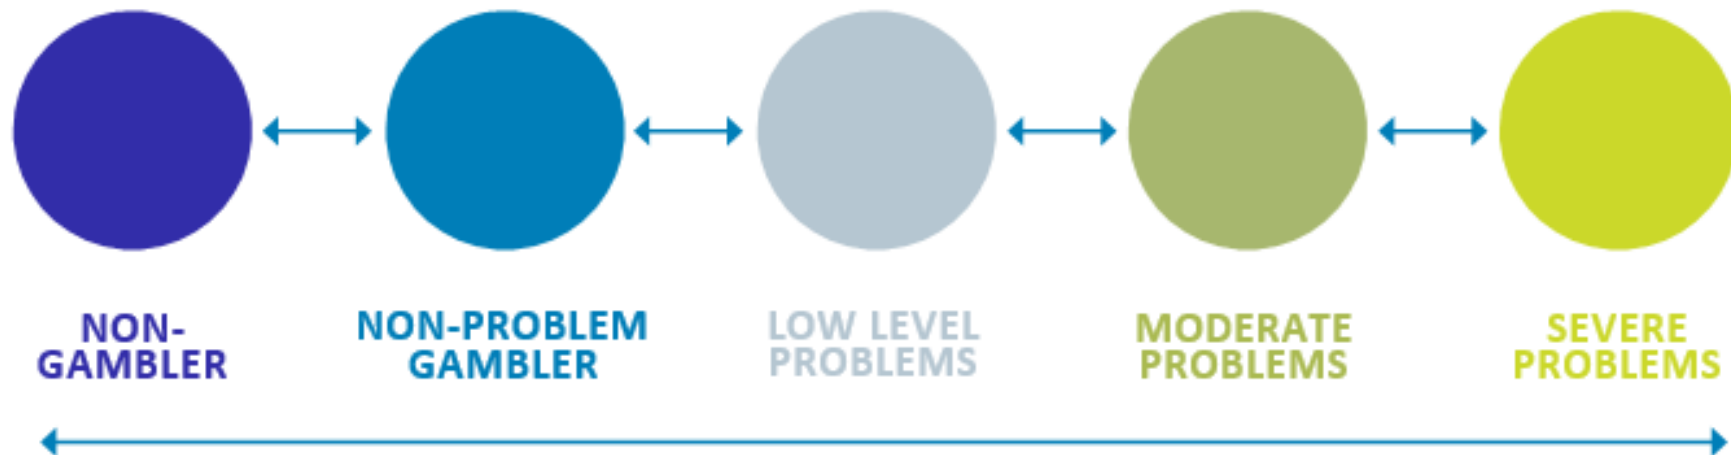 NON-
GAMBLER
NON-PROBLEM
GAMBLER
LOW LEVEL
PROBLEMS
MODERATE
PROBLEMS
SEVERE
PROBLEMS